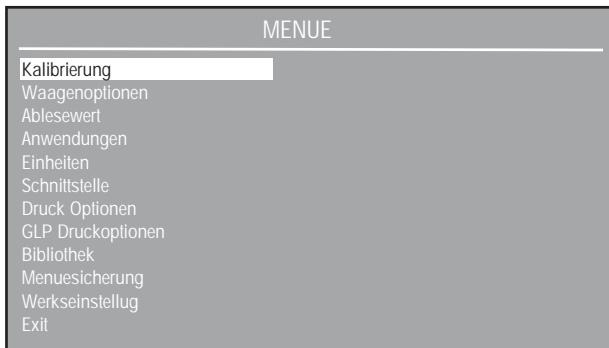 MENUE
Kalibrierung
Waagenoptionen
Ablesewert
Anwendungen
Einheiten
Schnittstelle
Druck Optionen
GLP Druckoptionen
Bibliothek
Menuesicherung
Werkseinstellug
Exit